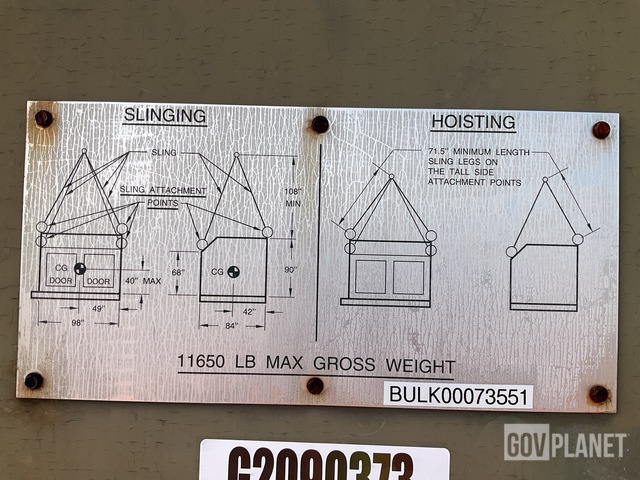 SLINGING
HOISTING
SLING
SLING ATTACHMENT
POINTS
108"
MIN
71.5" MINIMUM LENGTH
SLING LEGS ON
THE TALL SIDE
ATTACHMENT POINTS
CG
DOOR
DOOR
40" MAX
49"
98"
68"
CG
90"
42"
84"
11650 LB MAX GROSS WEIGHT
BULK00073551
GOVPLANET
G2090373